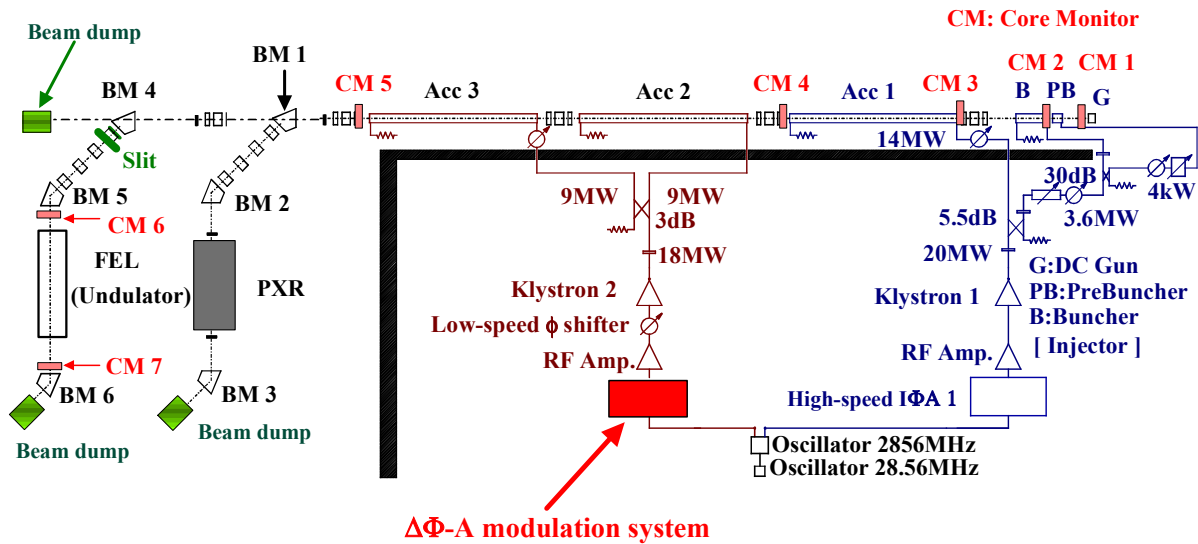 CM: Core Monitor
Beam dump
BM 1
BM 4
CM 5
Acc 3
Acc 2
CM 4
Acc 1
CM 3
CM 2
CM 1
B
PB
G
Slit
14MW
BM 5
BM 2
9MW
9MW
3dB
30dB
4kW
3.6MW
5.5dB
CM 6
FEL
(Undulator)
PXR
18MW
20MW
G:DC Gun
PB:PreBuncher
B:Buncher
[ Injector ]
Klystron 2
Klystron 1
Low-speed ϕ shifter
RF Amp.
RF Amp.
CM 7
BM 6
BM 3
High-speed IΦA 1
Beam dump
Beam dump
Oscillator 2856MHz
Oscillator 28.56MHz
ΔΦ-A modulation system